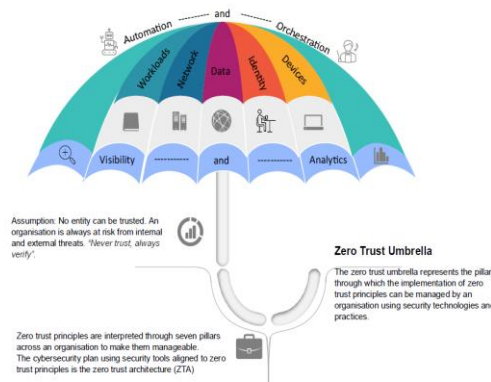 Automation ---------- and ---------- Orchestration
Workloads
Network
Data
Identity
Devices
Visibility ----------- and ----------- Analytics
Assumption: No entity can be trusted. An
organisation is always at risk from internal
and external threats. “Never trust, always
verify”.
Zero Trust Umbrella
The zero trust umbrella represents the pillar
through which the implementation of zero
trust principles can be managed by an
organisation using security technologies and
practices.
Zero trust principles are interpreted through seven pillars
across an organisation to make them manageable.
The cybersecurity plan using security tools aligned to zero
trust principles is the zero trust architecture (ZTA)